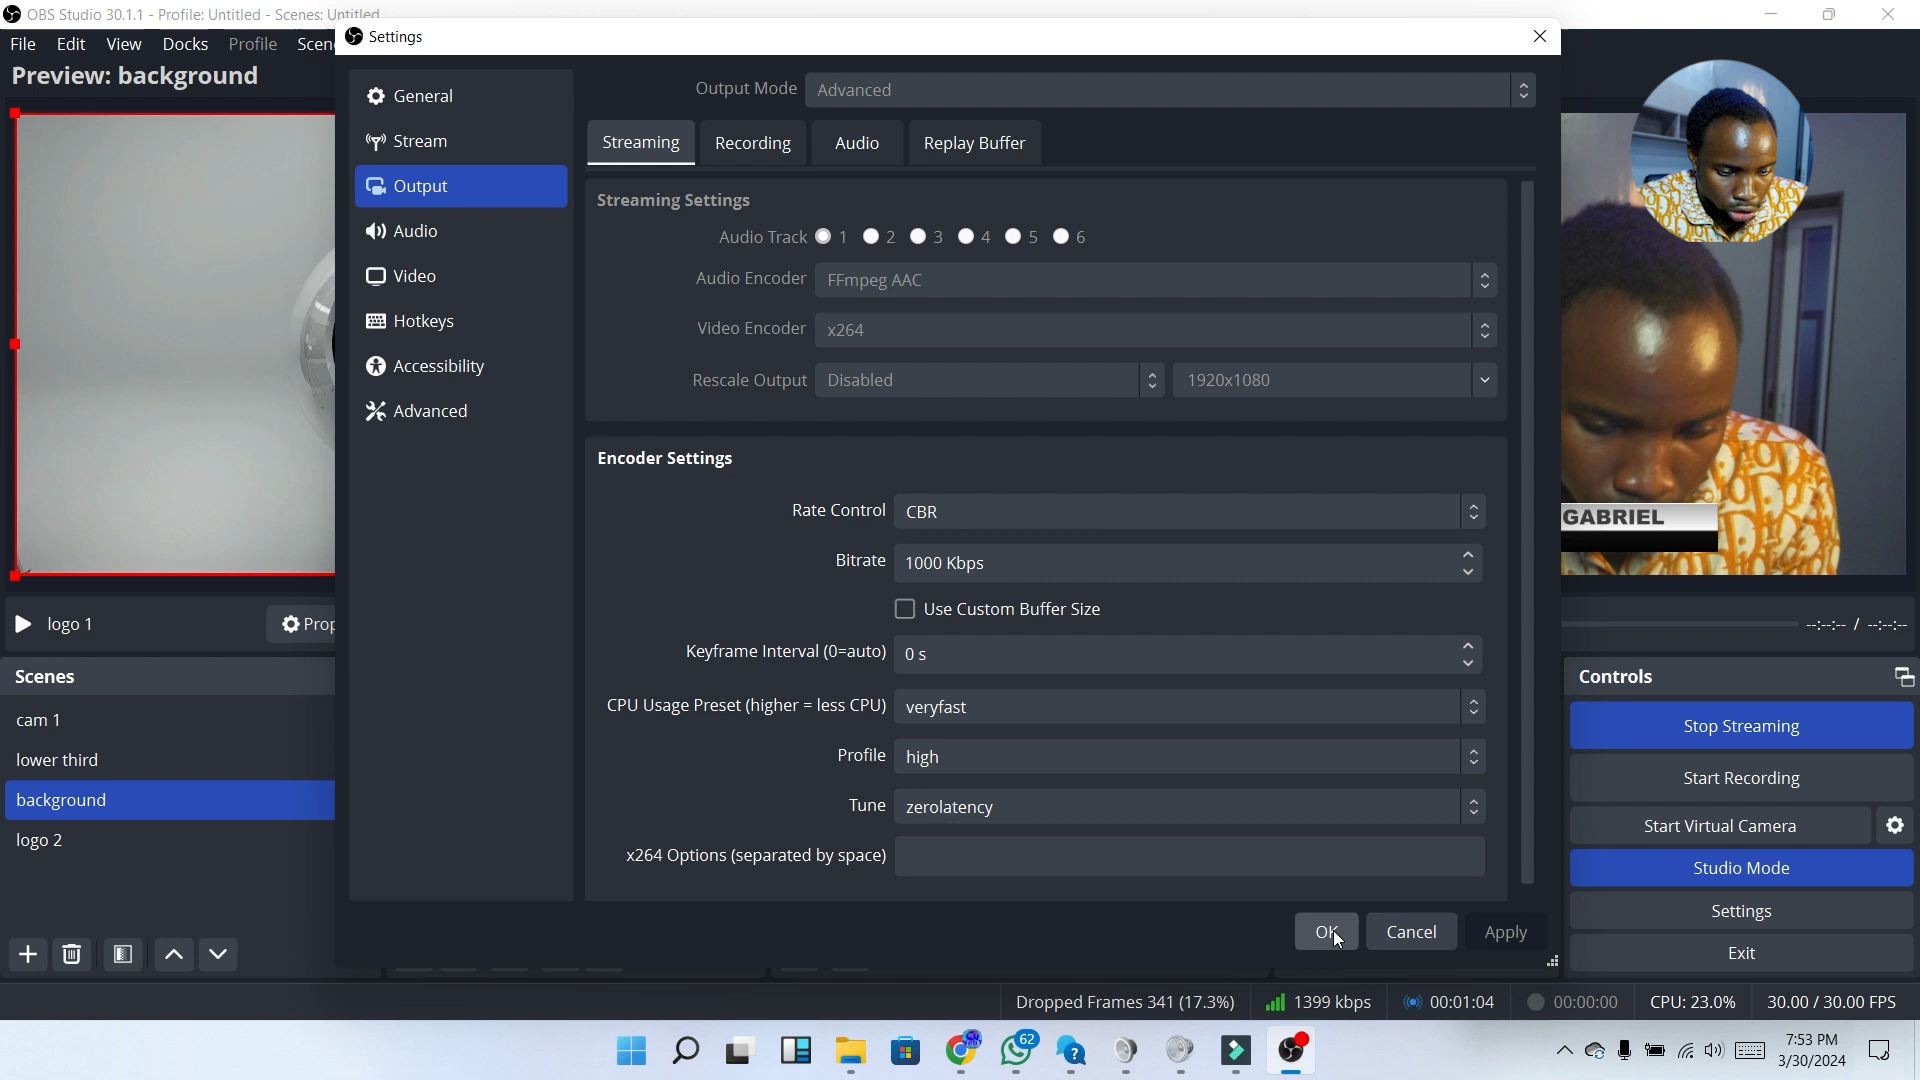 OBS Studio 30.1.1 - Profile: Untitled - Scenes: Untitled
File Edit View Docks Profile Scen
Preview: background
Settings
General
Stream
Output
Audio
Video
Hotkeys
Accessibility
Advanced
Output Mode Advanced
Streaming Recording Audio Replay Buffer
Streaming Settings
Audio Track 1 2 3 4 5 6
Audio Encoder FFmpeg AAC
Video Encoder x264
Rescale Output Disabled 1920x1080
Encoder Settings
Rate Control CBR
Bitrate 1000 Kbps
Use Custom Buffer Size
Keyframe Interval (0=auto) 0 s
CPU Usage Preset (higher = less CPU) veryfast
Profile high
Tune zerolatency
x264 Options (separated by space)
OK Cancel Apply
GABRIEL
logo 1 Prop
--:--:-- / --:--:--
Scenes
cam 1
lower third
background
logo 2
Controls
Stop Streaming
Start Recording
Start Virtual Camera
Studio Mode
Settings
Exit
Dropped Frames 341 (17.3%) 1399 kbps 00:01:04 00:00:00 CPU: 23.0% 30.00 / 30.00 FPS
62
7:53 PM
3/30/2024